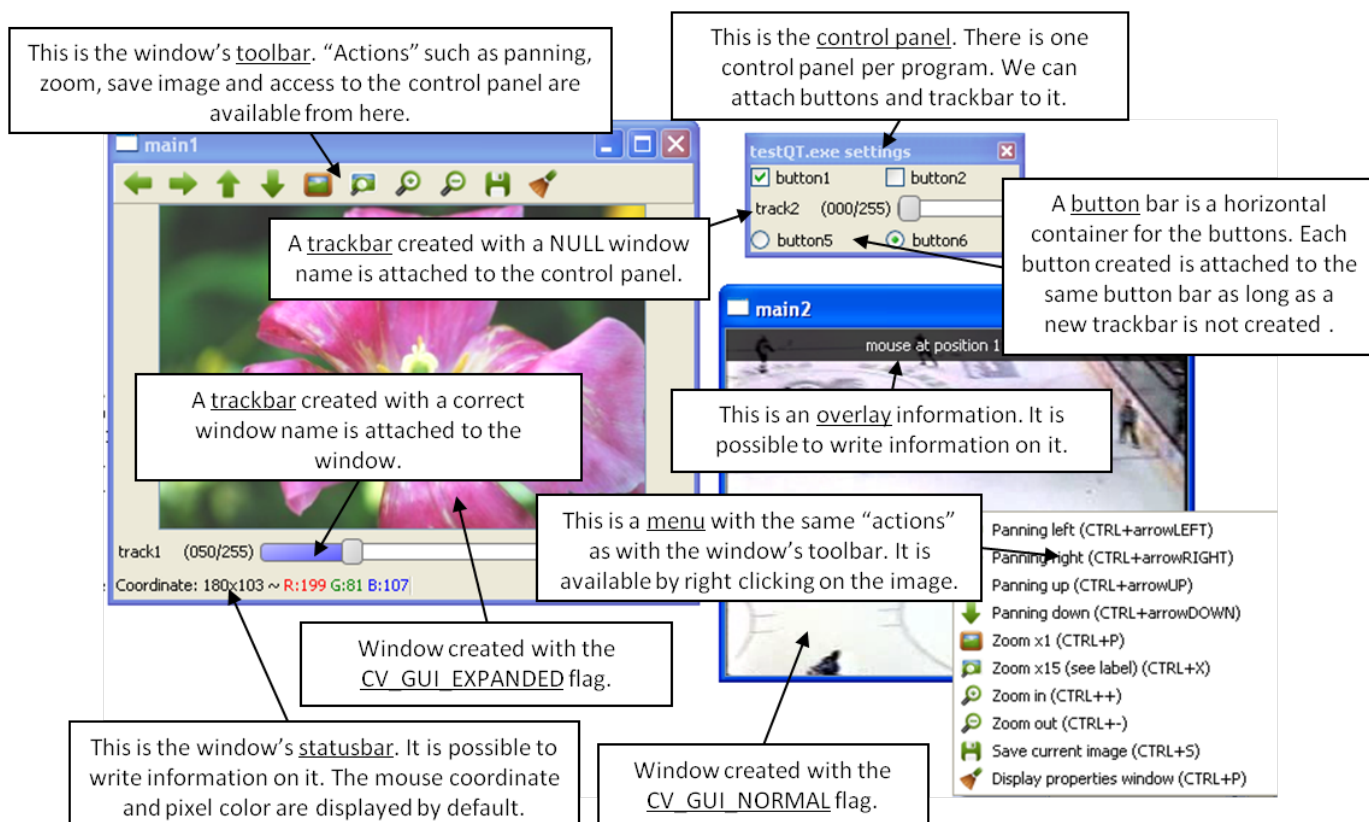 This is the window’s toolbar. “Actions” such as panning,
zoom, save image and access to the control panel are
available from here.
This is the control panel. There is one
control panel per program. We can
attach buttons and trackbar to it.
main1
testQT.exe settings
button1
button2
track2 (000/255)
button5
button6
A trackbar created with a NULL window
name is attached to the control panel.
A button bar is a horizontal
container for the buttons. Each
button created is attached to the
same button bar as long as a
new trackbar is not created .
main2
mouse at position 1
A trackbar created with a correct
window name is attached to the
window.
This is an overlay information. It is
possible to write information on it.
This is a menu with the same “actions”
as with the window’s toolbar. It is
available by right clicking on the image.
track1 (050/255)
Coordinate: 180x103 ~ R:199 G:81 B:107
Panning left (CTRL+arrowLEFT)
Panning right (CTRL+arrowRIGHT)
Panning up (CTRL+arrowUP)
Panning down (CTRL+arrowDOWN)
Zoom x1 (CTRL+P)
Zoom x15 (see label) (CTRL+X)
Zoom in (CTRL++)
Zoom out (CTRL+-)
Save current image (CTRL+S)
Display properties window (CTRL+P)
Window created with the
CV_GUI_EXPANDED flag.
This is the window’s statusbar. It is possible to
write information on it. The mouse coordinate
and pixel color are displayed by default.
Window created with the
CV_GUI_NORMAL flag.